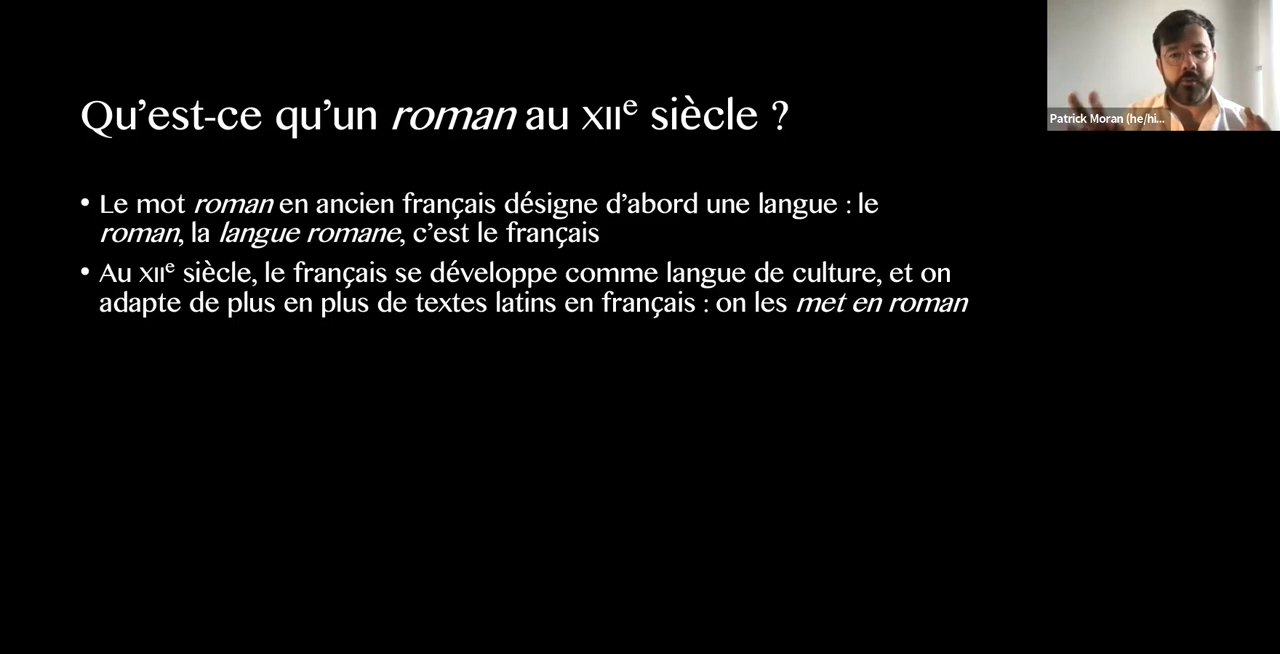 Qu’est-ce qu’un roman au XIIe siècle ?
• Le mot roman en ancien français désigne d’abord une langue : le
roman, la langue romane, c’est le français
• Au XIIe siècle, le français se développe comme langue de culture, et on
adapte de plus en plus de textes latins en français : on les met en roman
Patrick Moran (he/hi...